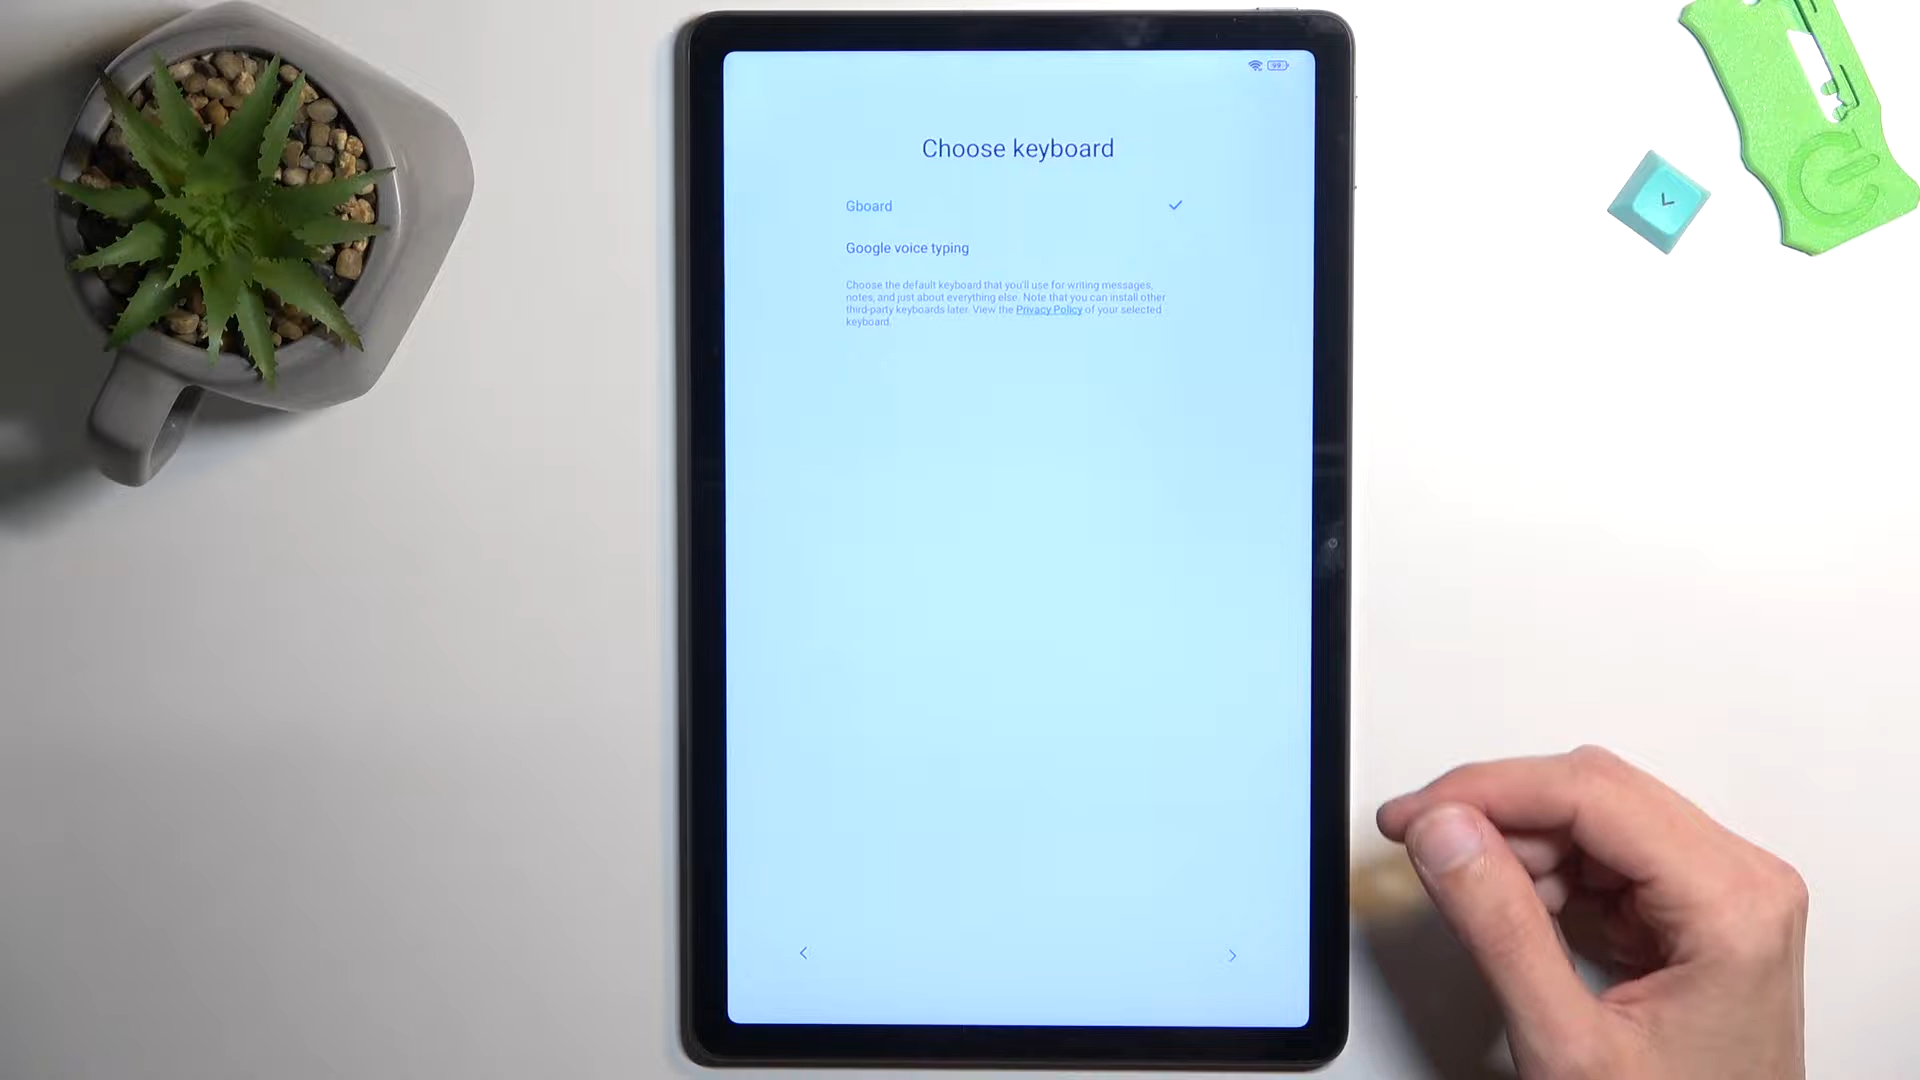 99
Choose keyboard
Gboard
Google voice typing
Choose the default keyboard that you'll use for writing messages,
notes, and just about everything else. Note that you can install other
third-party keyboards later. View the Privacy Policy of your selected
keyboard.